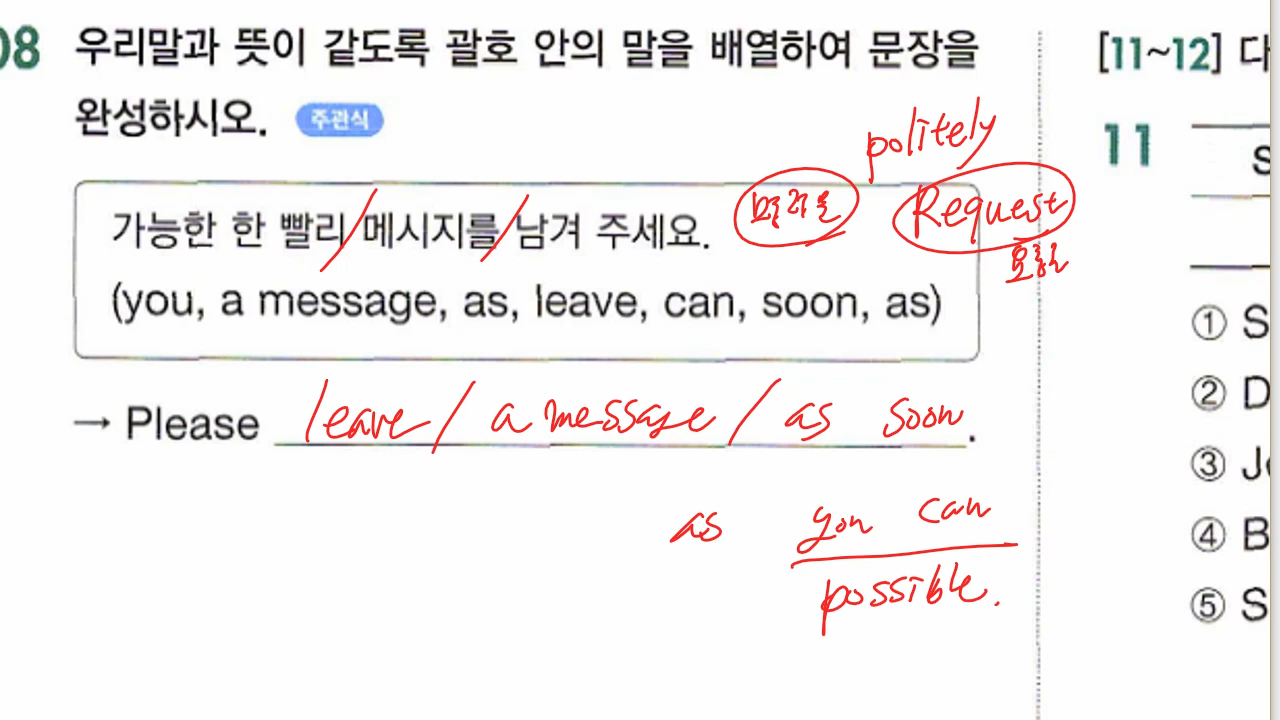 08 우리말과 뜻이 같도록 괄호 안의 말을 배열하여 문장을
완성하시오. 주관식
politely
가능한 한 빨리/메시지를/남겨 주세요.
Request
(you, a message, as, leave, can, soon, as)
→ Please leave / a message / as soon.
as you can
possible.
[11~12] 다
11
S
① S
② D
③ J
④ B
⑤ S